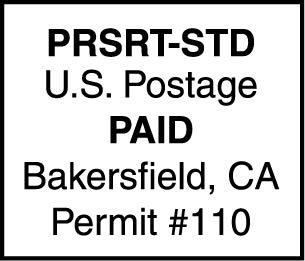 PRSRT-STD
U.S. Postage
PAID
Bakersfield, CA
Permit #110